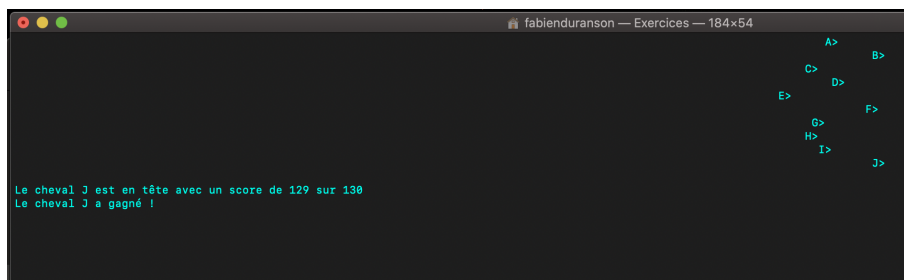 fabienduranson — Exercices — 184×54
A>
B>
C>
D>
E>
F>
G>
H>
I>
J>
Le cheval J est en tête avec un score de 129 sur 130
Le cheval J a gagné !